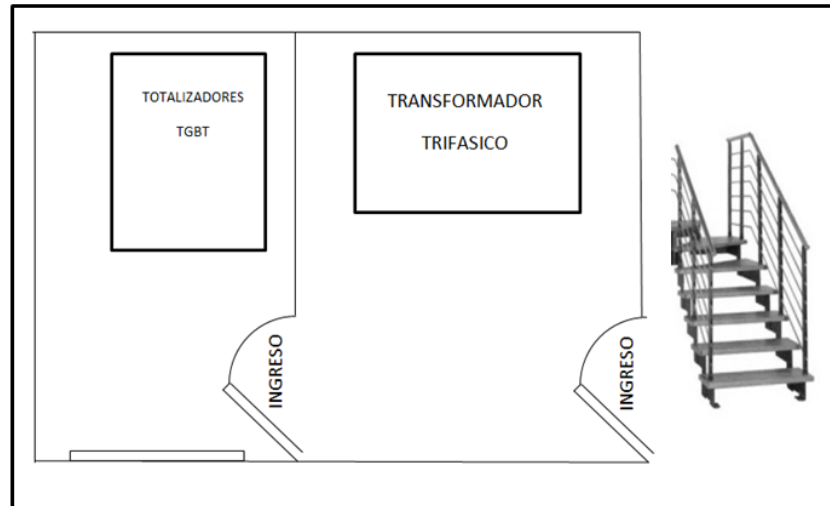 TOTALIZADORES
TGBT
TRANSFORMADOR
TRIFASICO
INGRESO
INGRESO